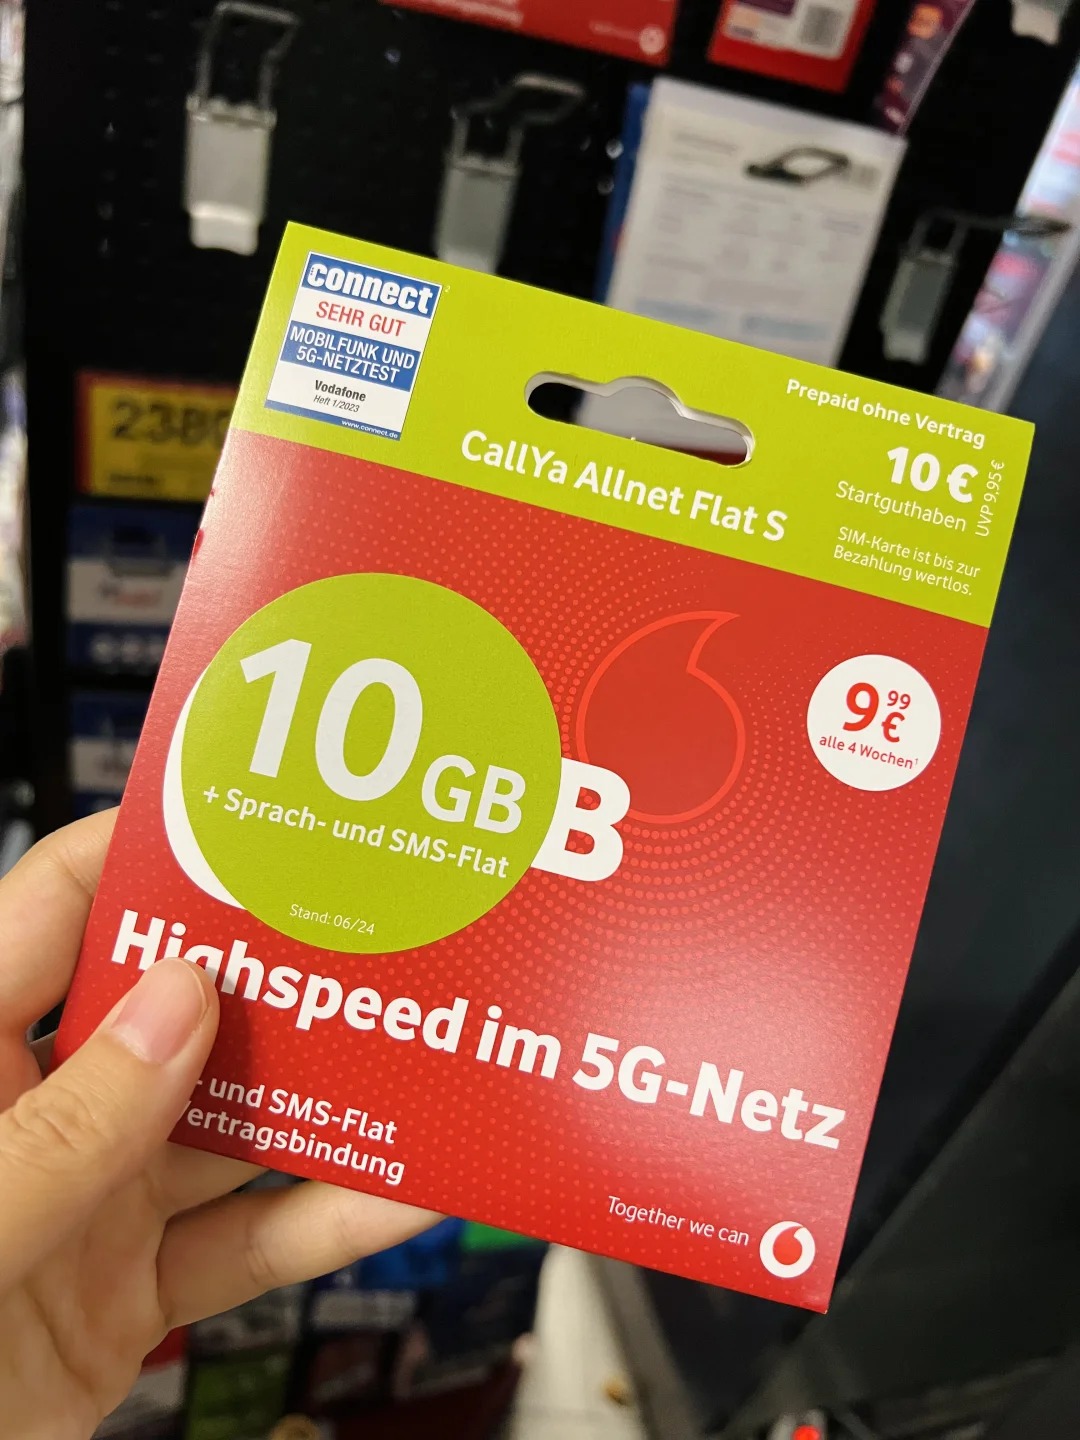 connect
SEHR GUT
MOBILFUNK UND
5G-NETZTEST
Vodafone
Heft 1/2023
www.connect.de
Prepaid ohne Vertrag
10 €
UVP 9,95 €
Startguthaben
SIM-Karte ist bis zur
Bezahlung wertlos.
CallYa Allnet Flat S
10 GB
+ Sprach- und SMS-Flat
Stand: 06/24
B
9 99 €
alle 4 Wochen¹
Highspeed im 5G-Netz
- und SMS-Flat
ertragsbindung
Together we can
2380